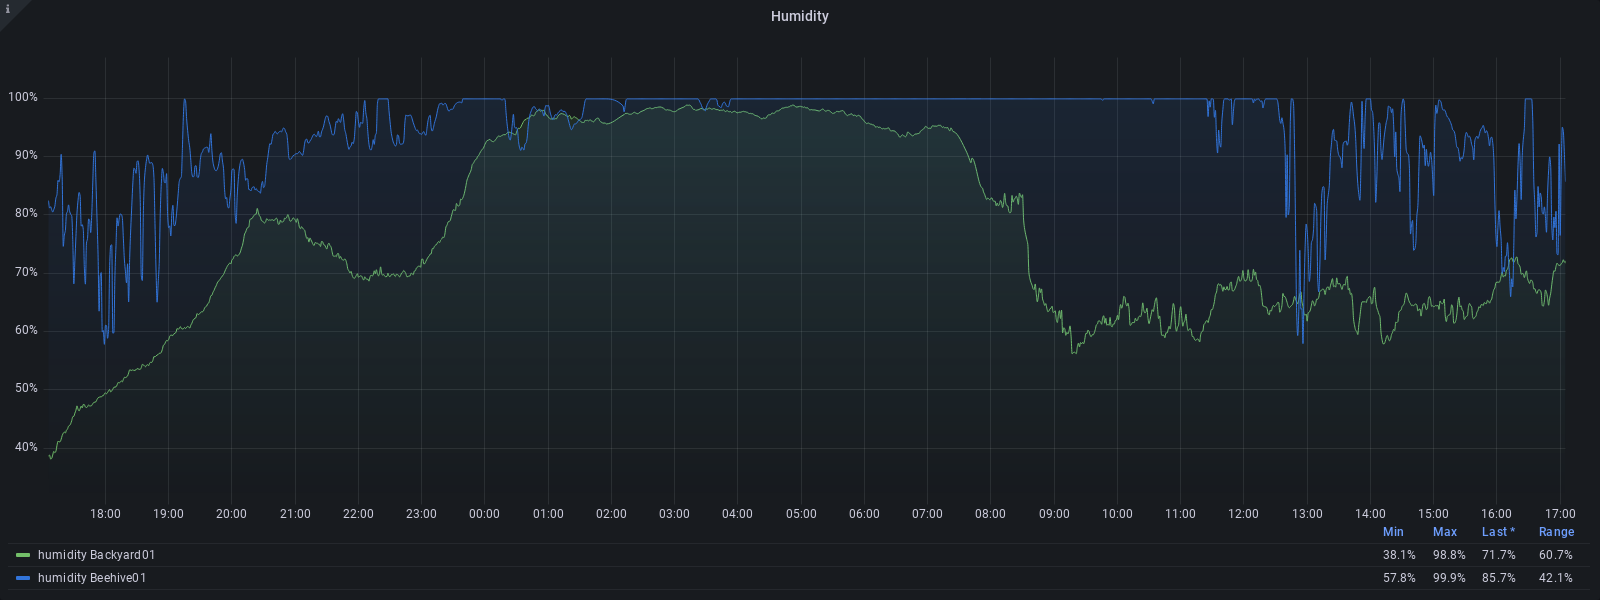 i
Humidity
100%
90%
80%
70%
60%
50%
40%
18:00 19:00 20:00 21:00 22:00 23:00 00:00 01:00 02:00 03:00 04:00 05:00 06:00 07:00 08:00 09:00 10:00 11:00 12:00 13:00 14:00 15:00 16:00 17:00
Min Max Last * Range
humidity Backyard01 38.1% 98.8% 71.7% 60.7%
humidity Beehive01 57.8% 99.9% 85.7% 42.1%